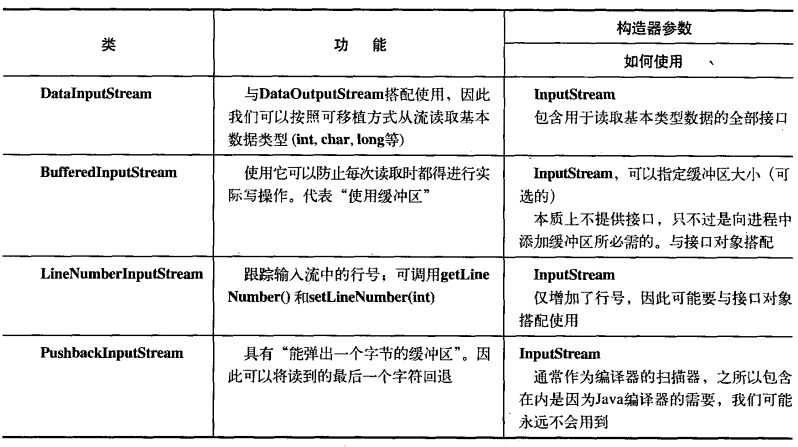 类
功 能
构造器参数
如何使用
DataInputStream
与DataOutputStream搭配使用，因此
我们可以按照可移植方式从流读取基本
数据类型 (int, char, long等)
InputStream
包含用于读取基本类型数据的全部接口
BufferedInputStream
使用它可以防止每次读取时都得进行实
际写操作。代表“使用缓冲区”
InputStream，可以指定缓冲区大小（可
选的）
本质上不提供接口，只不过是向进程中
添加缓冲区所必需的。与接口对象搭配
LineNumberInputStream
跟踪输入流中的行号；可调用getLine
Number() 和setLineNumber(int)
InputStream
仅增加了行号，因此可能要与接口对象
搭配使用
PushbackInputStream
具有“能弹出一个字节的缓冲区”。因
此可以将读到的最后一个字符回退
InputStream
通常作为编译器的扫描器，之所以包含
在内是因为Java编译器的需要，我们可能
永远不会用到